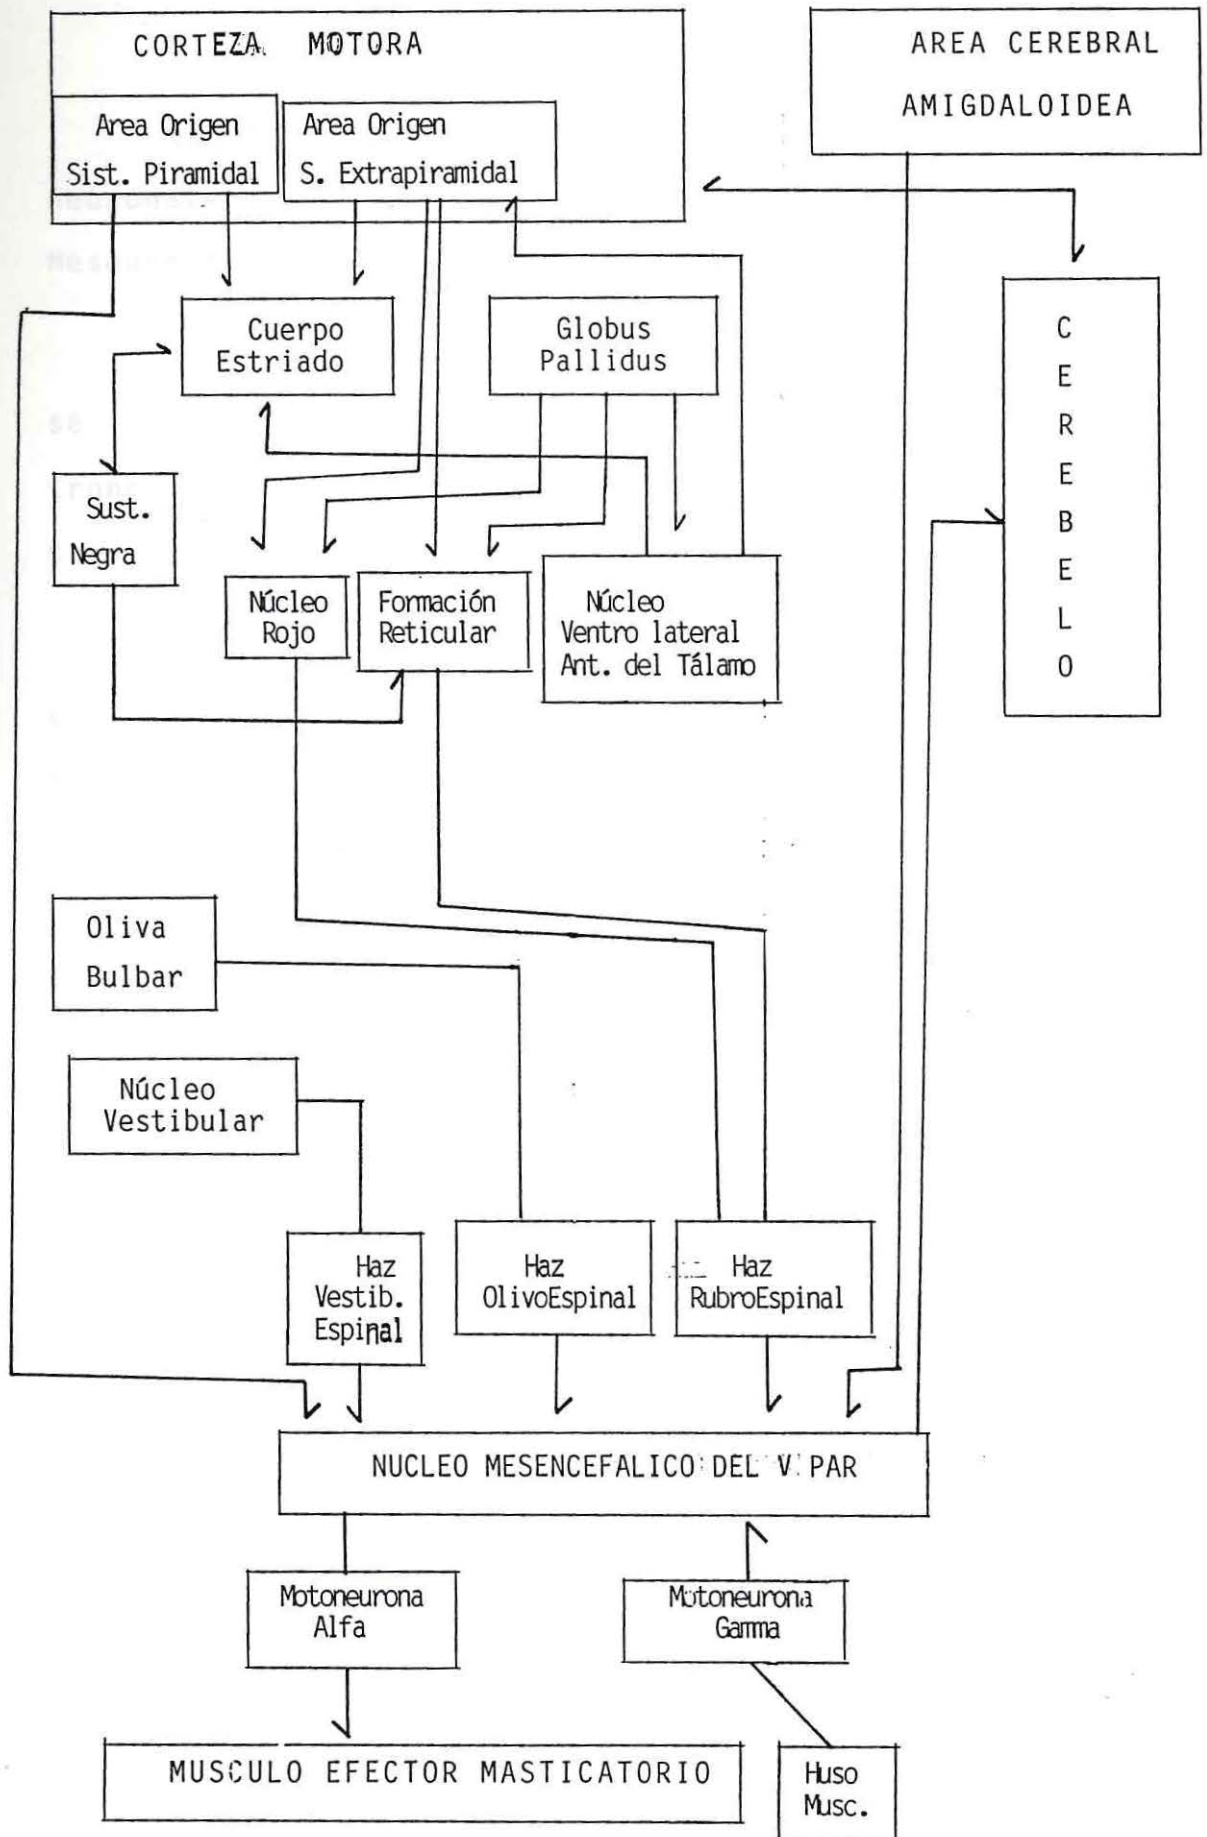 CORTEZA MOTORA
Area Origen
Sist. Piramidal
Area Origen
S. Extrapiramidal
AREA CEREBRAL
AMIGDALOIDEA
Cuerpo
Estriado
Globus
Pallidus
C
E
R
E
B
E
L
O
Sust.
Negra
Núcleo
Rojo
Formación
Reticular
Núcleo
Ventro lateral
Ant. del Tálamo
Oliva
Bulbar
Núcleo
Vestibular
Haz
Vestib.
Espinal
Haz
OlivoEspinal
Haz
RubroEspinal
NUCLEO MESENCEFALICO DEL V PAR
Motoneurona
Alfa
Motoneurona
Gamma
MUSCULO EFECTOR MASTICATORIO
Huso
Musc.